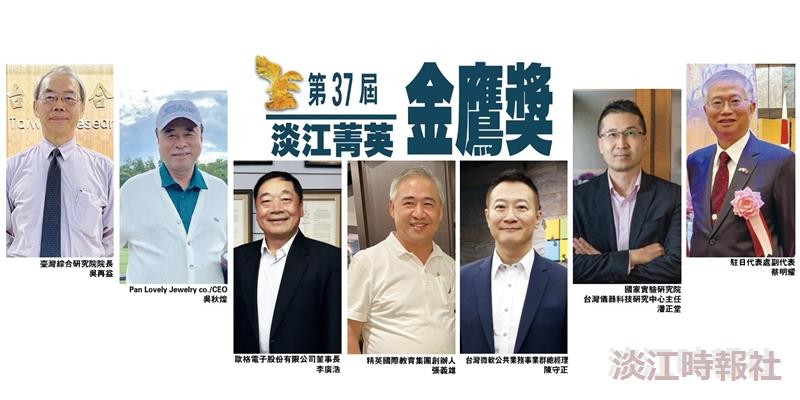 第37屆
淡江菁英
金鷹獎
台 合
Taiw Resear
臺灣綜合研究院院長
吳再益
Pan Lovely Jewelry co./CEO
吳秋煌
歐格電子股份有限公司董事長
李廣浩
精英國際教育集團創辦人
張義雄
台灣微軟公共業務事業群總經理
陳守正
國家實驗研究院
台灣儀器科技研究中心主任
潘正堂
駐日代表處副代表
蔡明耀
淡江時報社